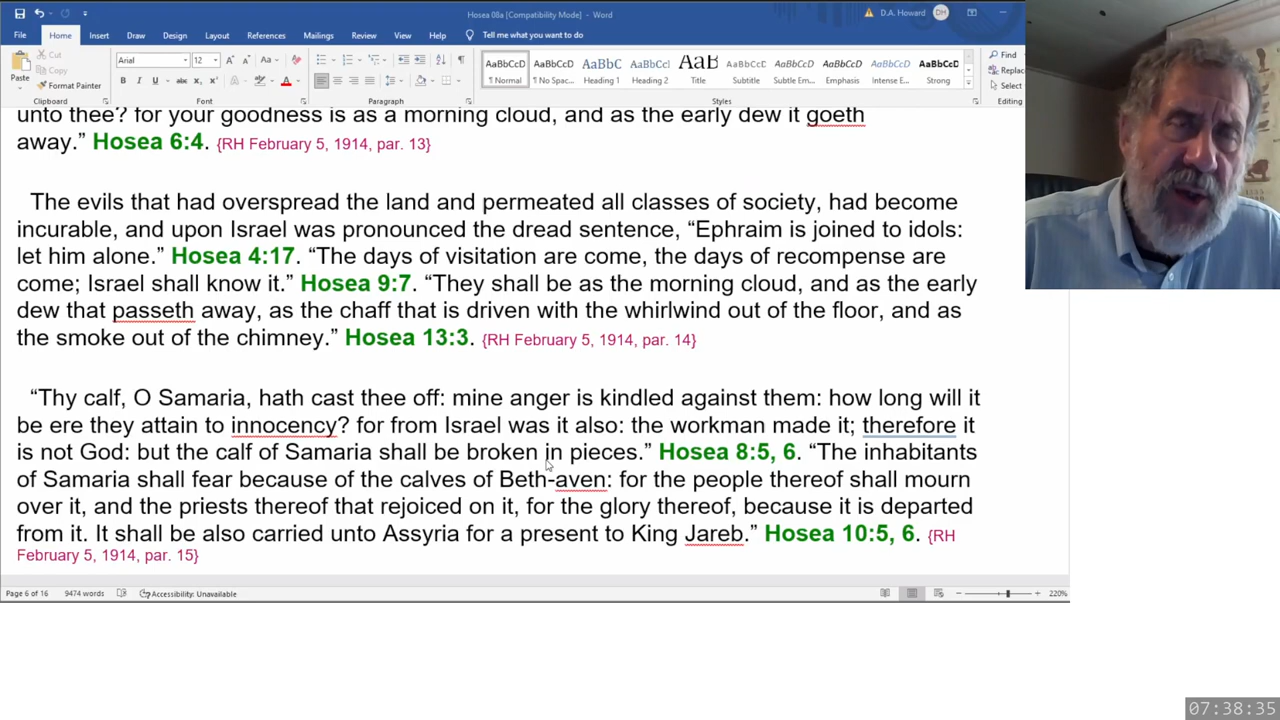 Hosea 08a [Compatibility Mode] - Word
D.A. Howard
DH
File Home Insert Draw Design Layout References Mailings Review View Help Tell me what you want to do
Paste
Cut
Copy
Format Painter
Clipboard
Arial 12
Font
Paragraph
AaBbCcD AaBbCcD AaBbC AaBbCcI AaB AaBbCcD AaBbCcD AaBbCcD AaBbCcD AaBbCcD
¶ Normal ¶ No Spac... Heading 1 Heading 2 Title Subtitle Subtle Em... Emphasis Intense E... Strong
Styles
Find
Replac
Select
Editing
unto thee? for your goodness is as a morning cloud, and as the early dew it goeth
away.” Hosea 6:4. {RH February 5, 1914, par. 13}
The evils that had overspread the land and permeated all classes of society, had become
incurable, and upon Israel was pronounced the dread sentence, “Ephraim is joined to idols:
let him alone.” Hosea 4:17. “The days of visitation are come, the days of recompense are
come; Israel shall know it.” Hosea 9:7. “They shall be as the morning cloud, and as the early
dew that passeth away, as the chaff that is driven with the whirlwind out of the floor, and as
the smoke out of the chimney.” Hosea 13:3. {RH February 5, 1914, par. 14}
“Thy calf, O Samaria, hath cast thee off: mine anger is kindled against them: how long will it
be ere they attain to innocency? for from Israel was it also: the workman made it; therefore it
is not God: but the calf of Samaria shall be broken in pieces.” Hosea 8:5, 6. “The inhabitants
of Samaria shall fear because of the calves of Beth-aven: for the people thereof shall mourn
over it, and the priests thereof that rejoiced on it, for the glory thereof, because it is departed
from it. It shall be also carried unto Assyria for a present to King Jareb.” Hosea 10:5, 6. {RH
February 5, 1914, par. 15}
Page 6 of 16 9474 words Accessibility: Unavailable 220%
07:38:35